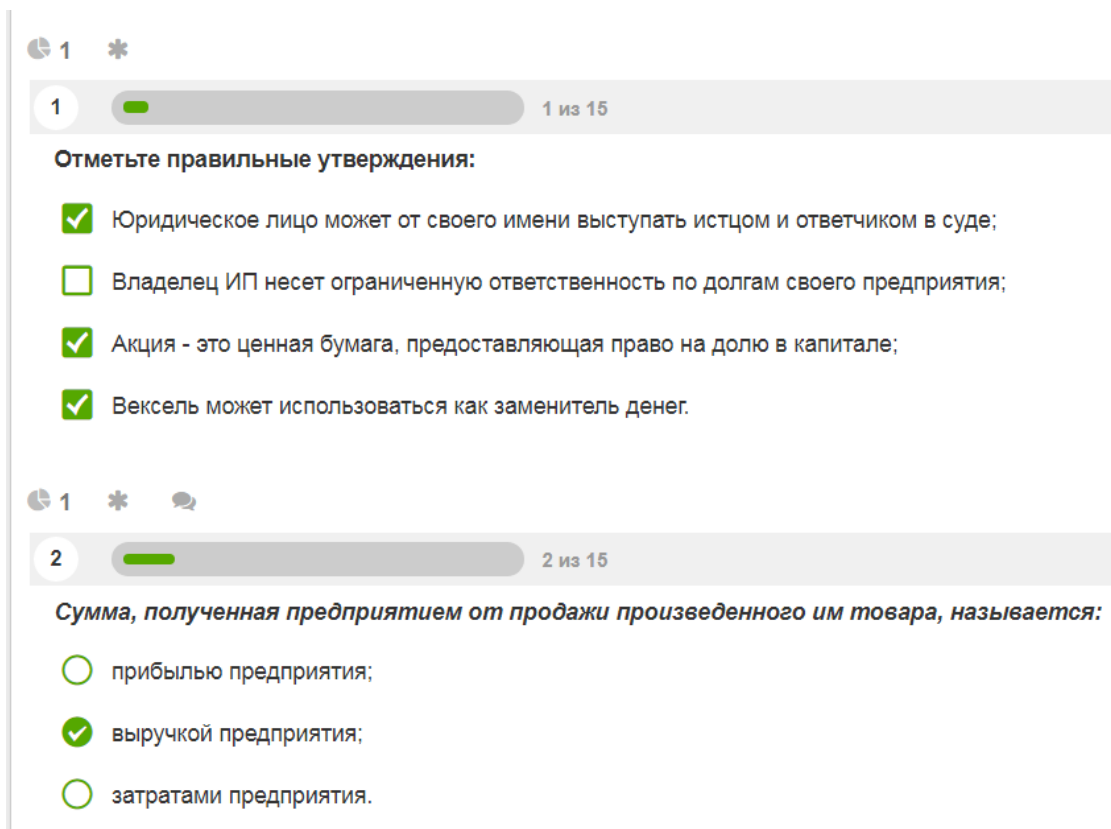 1
1
1 из 15
Отметьте правильные утверждения:
Юридическое лицо может от своего имени выступать истцом и ответчиком в суде;
Владелец ИП несет ограниченную ответственность по долгам своего предприятия;
Акция - это ценная бумага, предоставляющая право на долю в капитале;
Вексель может использоваться как заменитель денег.
1
2
2 из 15
Сумма, полученная предприятием от продажи произведенного им товара, называется:
прибылью предприятия;
выручкой предприятия;
затратами предприятия.